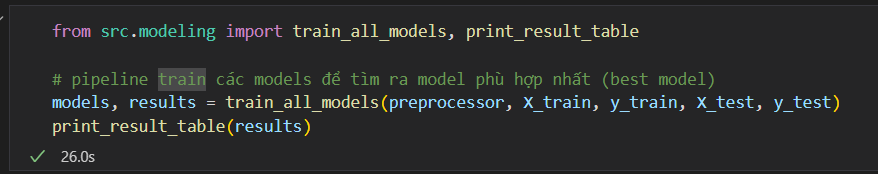 from src.modeling import train_all_models, print_result_table
# pipeline train các models để tìm ra model phù hợp nhất (best model)
models, results = train_all_models(preprocessor, X_train, y_train, X_test, y_test)
print_result_table(results)
26.0s